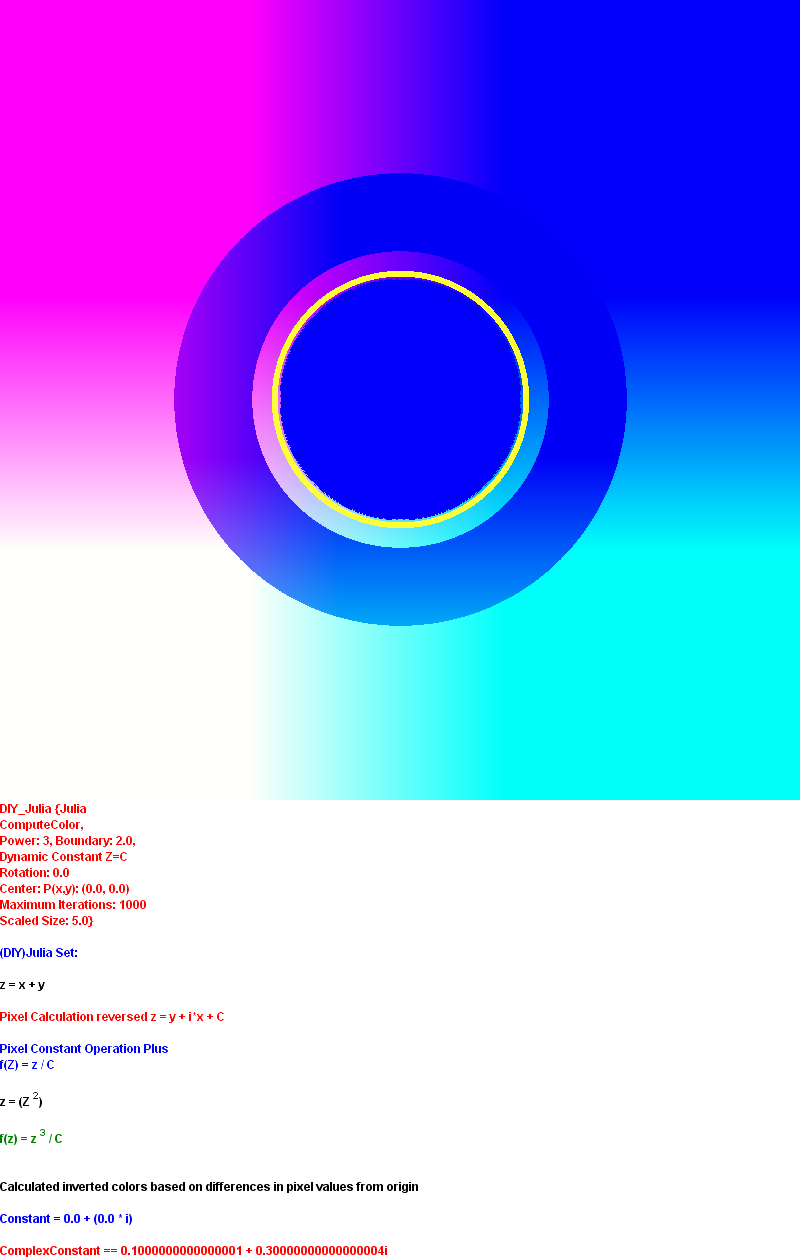 DIY_Julia {Julia
ComputeColor,
Power: 3, Boundary: 2.0,
Dynamic Constant Z=C
Rotation: 0.0
Center: P(x,y): (0.0, 0.0)
Maximum Iterations: 1000
Scaled Size: 5.0}
(DIY)Julia Set:
z = x + y
Pixel Calculation reversed z = y + i*x + C
Pixel Constant Operation Plus
f(Z) = z / C
z = (Z ²)
f(z) = z ³ / C
Calculated inverted colors based on differences in pixel values from origin
Constant = 0.0 + (0.0 * i)
ComplexConstant == 0.1000000000000001 + 0.30000000000000004i